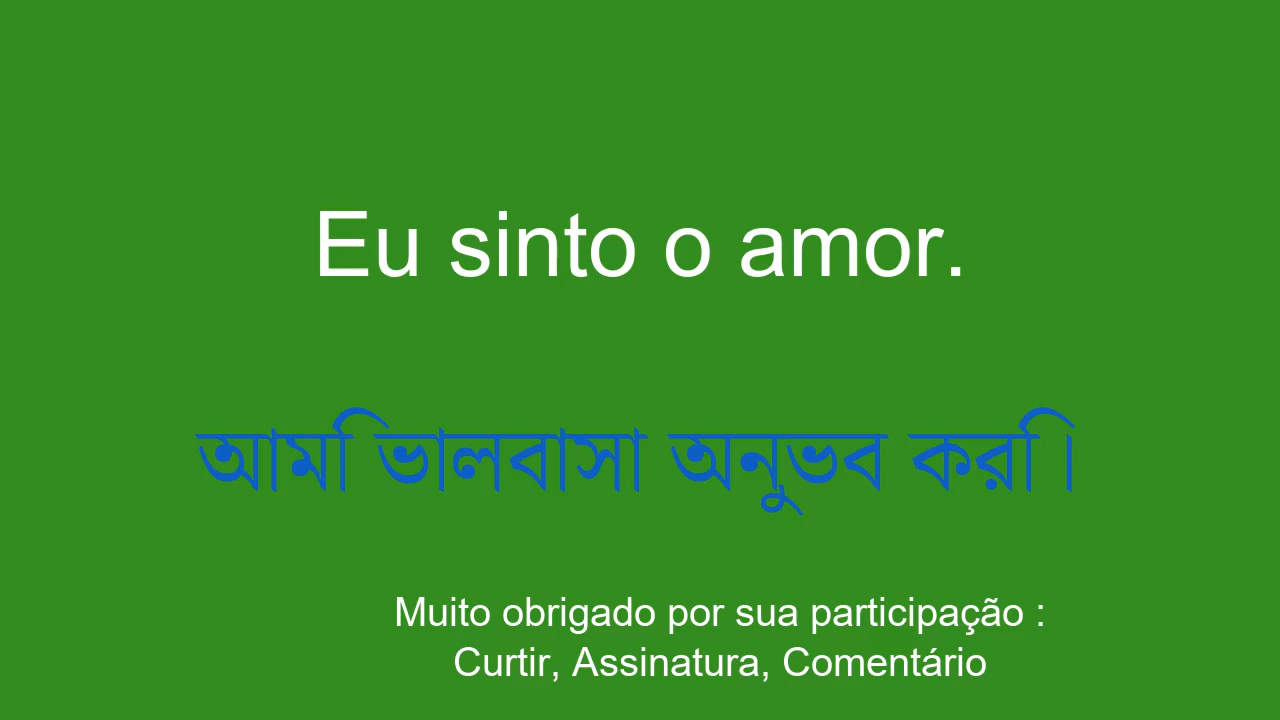 Eu sinto o amor.
আমি ভালবাসা অনুভব করি।
Muito obrigado por sua participação :
Curtir, Assinatura, Comentário